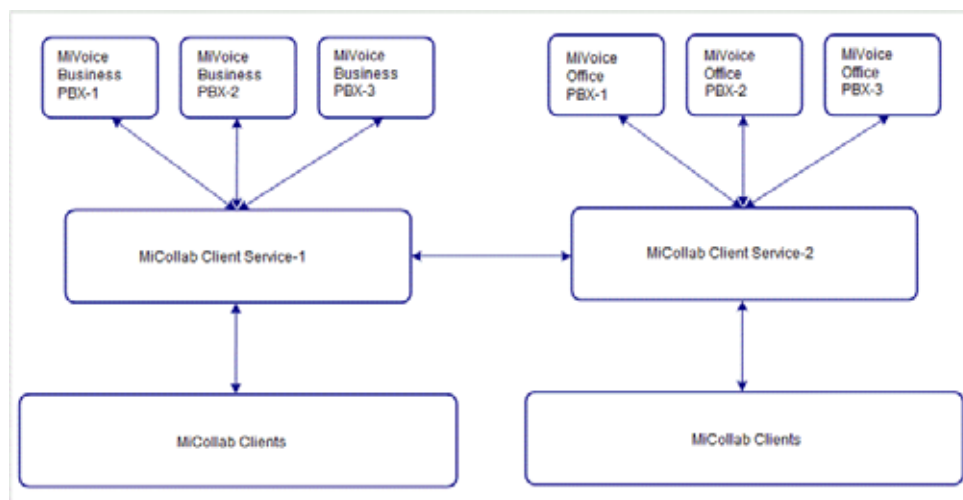 MiVoice
Business
PBX-1
MiVoice
Business
PBX-2
MiVoice
Business
PBX-3
MiVoice
Office
PBX-1
MiVoice
Office
PBX-2
MiVoice
Office
PBX-3
MiCollab Client Service-1
MiCollab Client Service-2
MiCollab Clients
MiCollab Clients